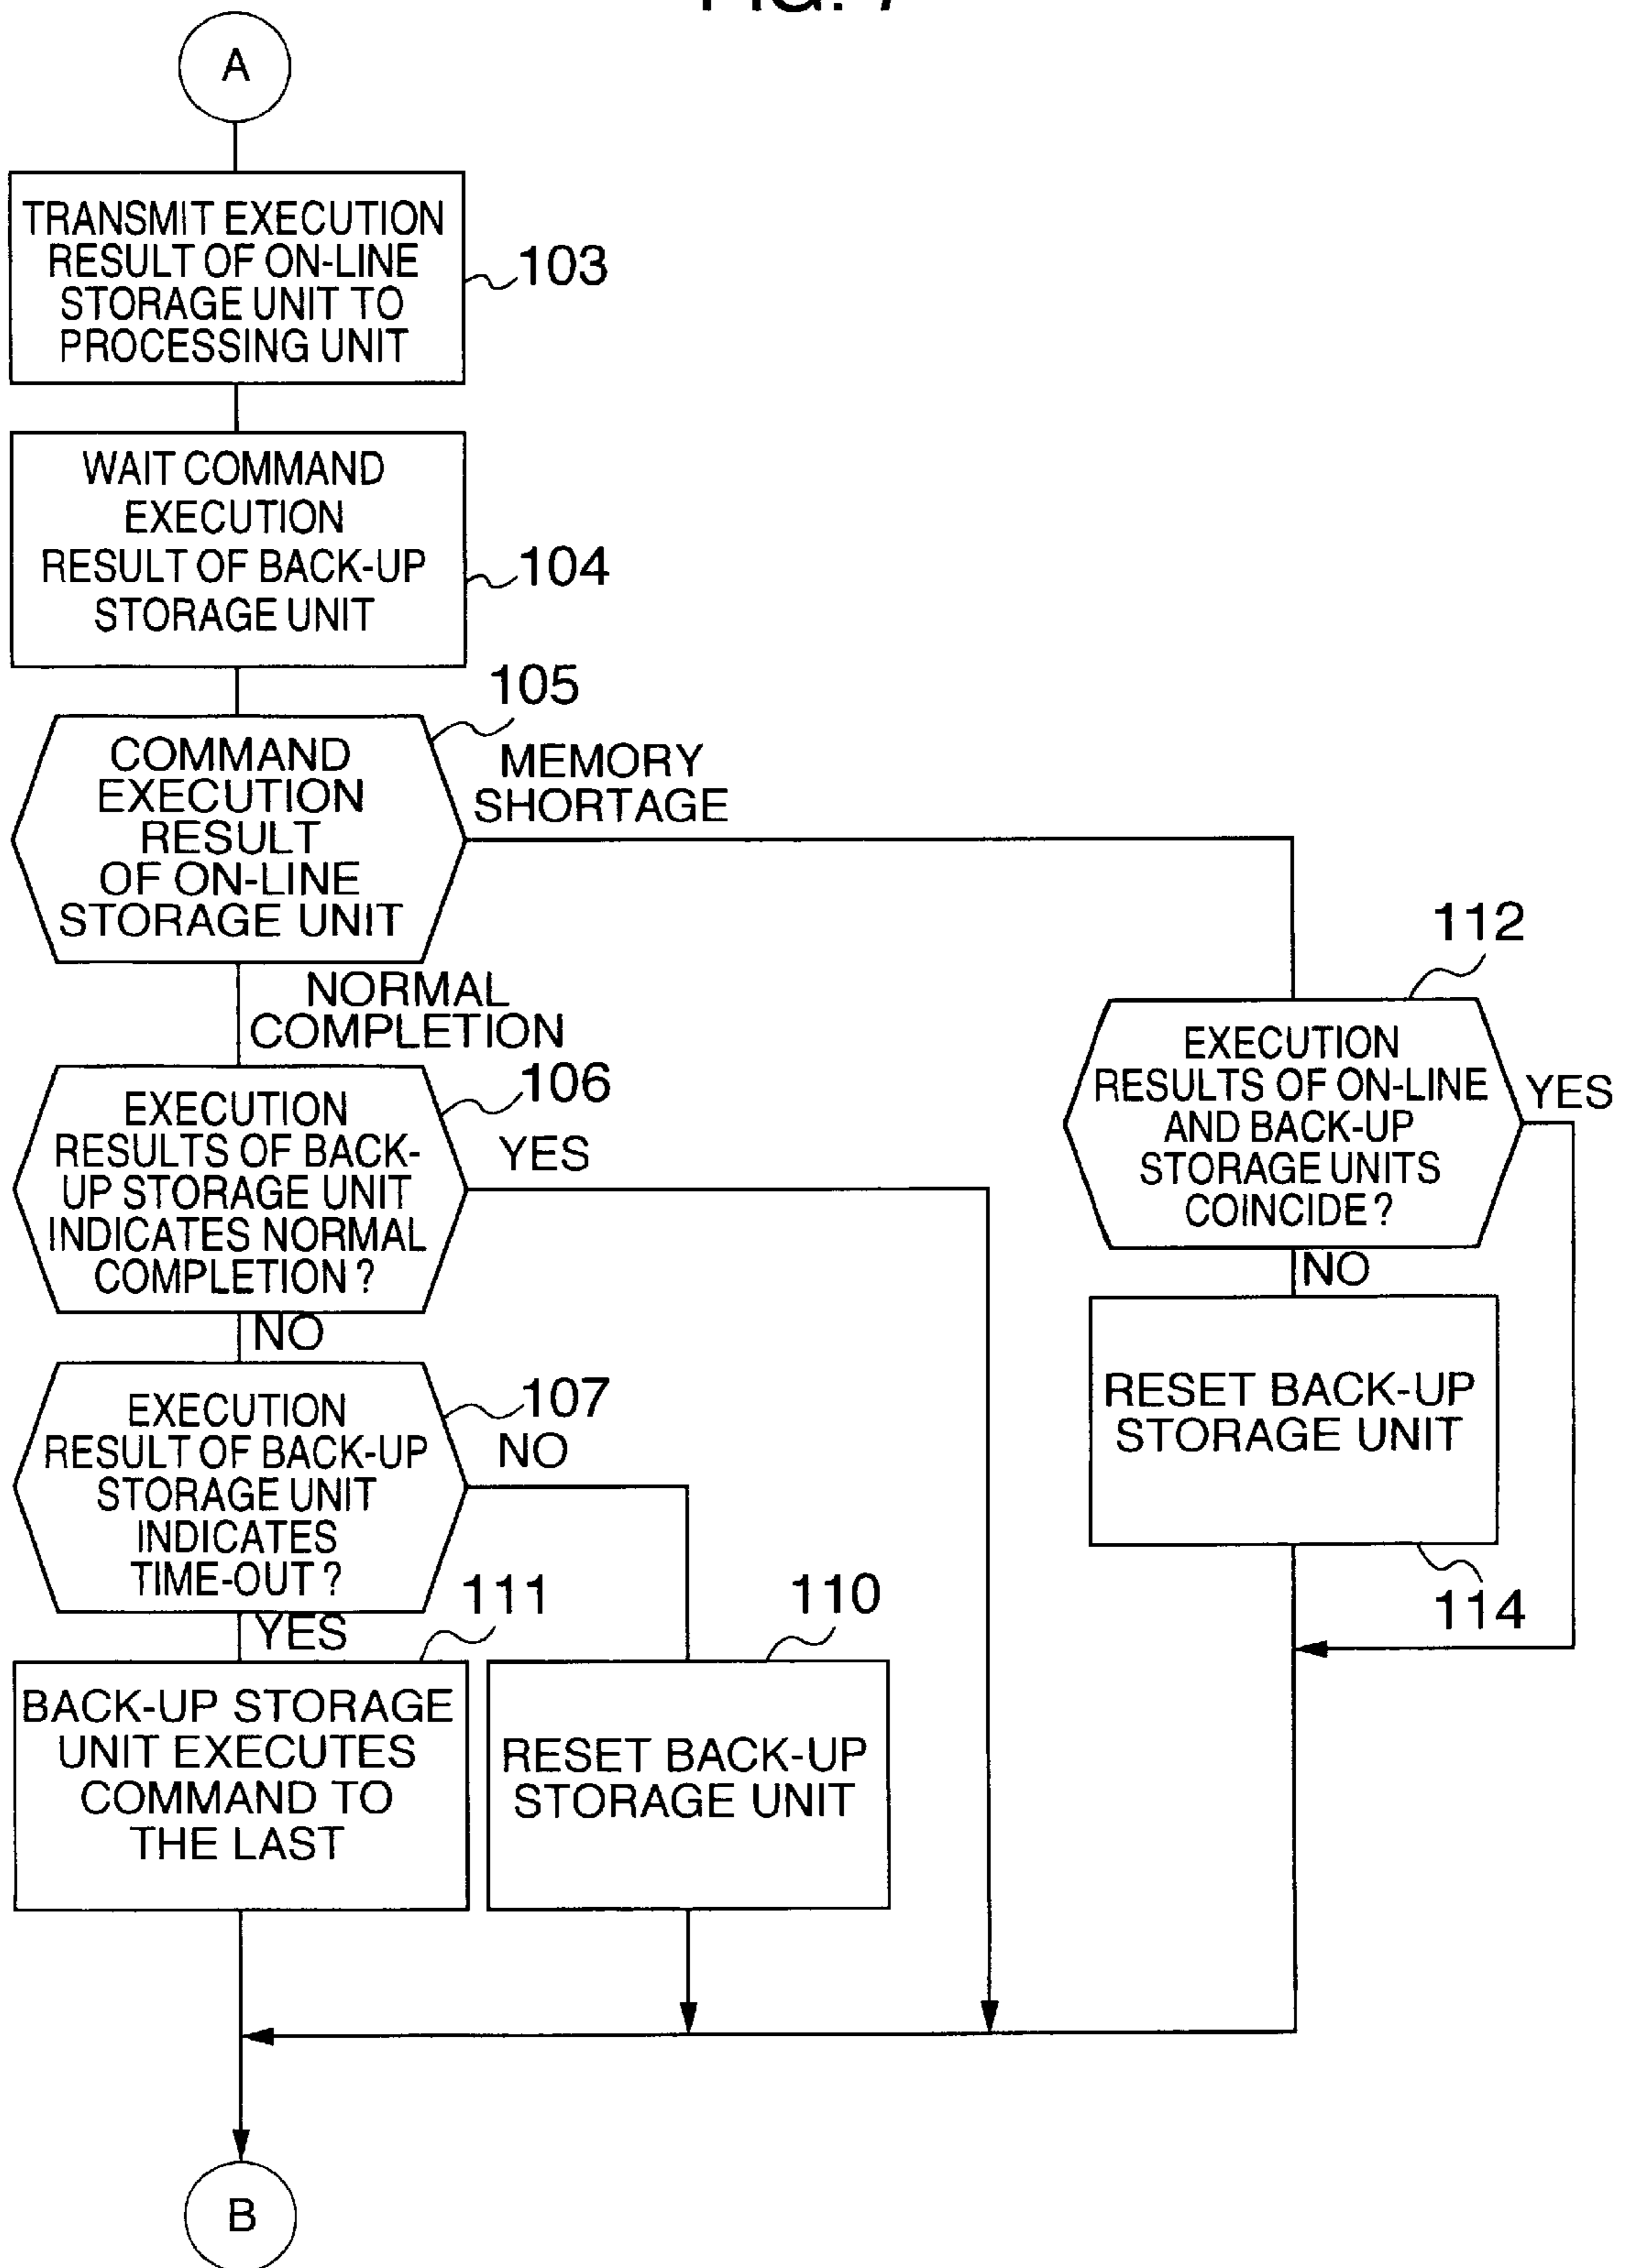 FIG. 7
A
TRANSMIT EXECUTION
RESULT OF ON-LINE
STORAGE UNIT TO
PROCESSING UNIT
103
WAIT COMMAND
EXECUTION
RESULT OF BACK-UP
STORAGE UNIT
104
105
COMMAND
EXECUTION
RESULT
OF ON-LINE
STORAGE UNIT
MEMORY
SHORTAGE
NORMAL
COMPLETION
112
EXECUTION
RESULTS OF ON-LINE
AND BACK-UP
STORAGE UNITS
COINCIDE ?
YES
NO
106
EXECUTION
RESULTS OF BACK-
UP STORAGE UNIT
INDICATES NORMAL
COMPLETION ?
YES
NO
RESET BACK-UP
STORAGE UNIT
114
107
EXECUTION
RESULT OF BACK-UP
STORAGE UNIT
INDICATES
TIME-OUT ?
NO
YES
111
BACK-UP STORAGE
UNIT EXECUTES
COMMAND TO
THE LAST
110
RESET BACK-UP
STORAGE UNIT
B